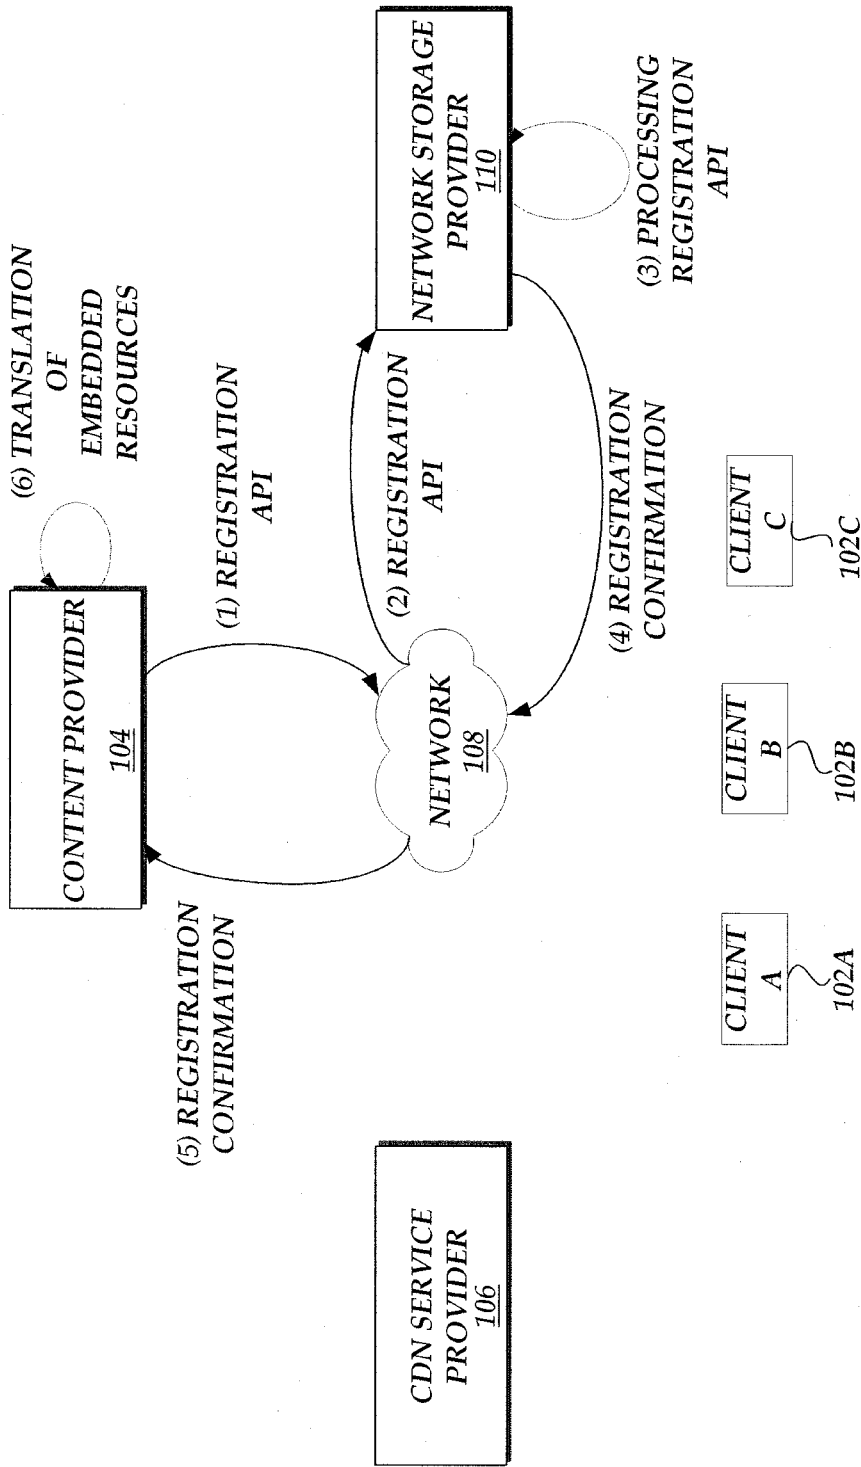 (6) TRANSLATION
OF
EMBEDDED
RESOURCES
CONTENT PROVIDER
104
(5) REGISTRATION
CONFIRMATION
(1) REGISTRATION
API
CDN SERVICE
PROVIDER
106
NETWORK
108
(2) REGISTRATION
API
NETWORK STORAGE
PROVIDER
110
(4) REGISTRATION
CONFIRMATION
(3) PROCESSING
REGISTRATION
API
CLIENT
A
102A
CLIENT
B
102B
CLIENT
C
102C